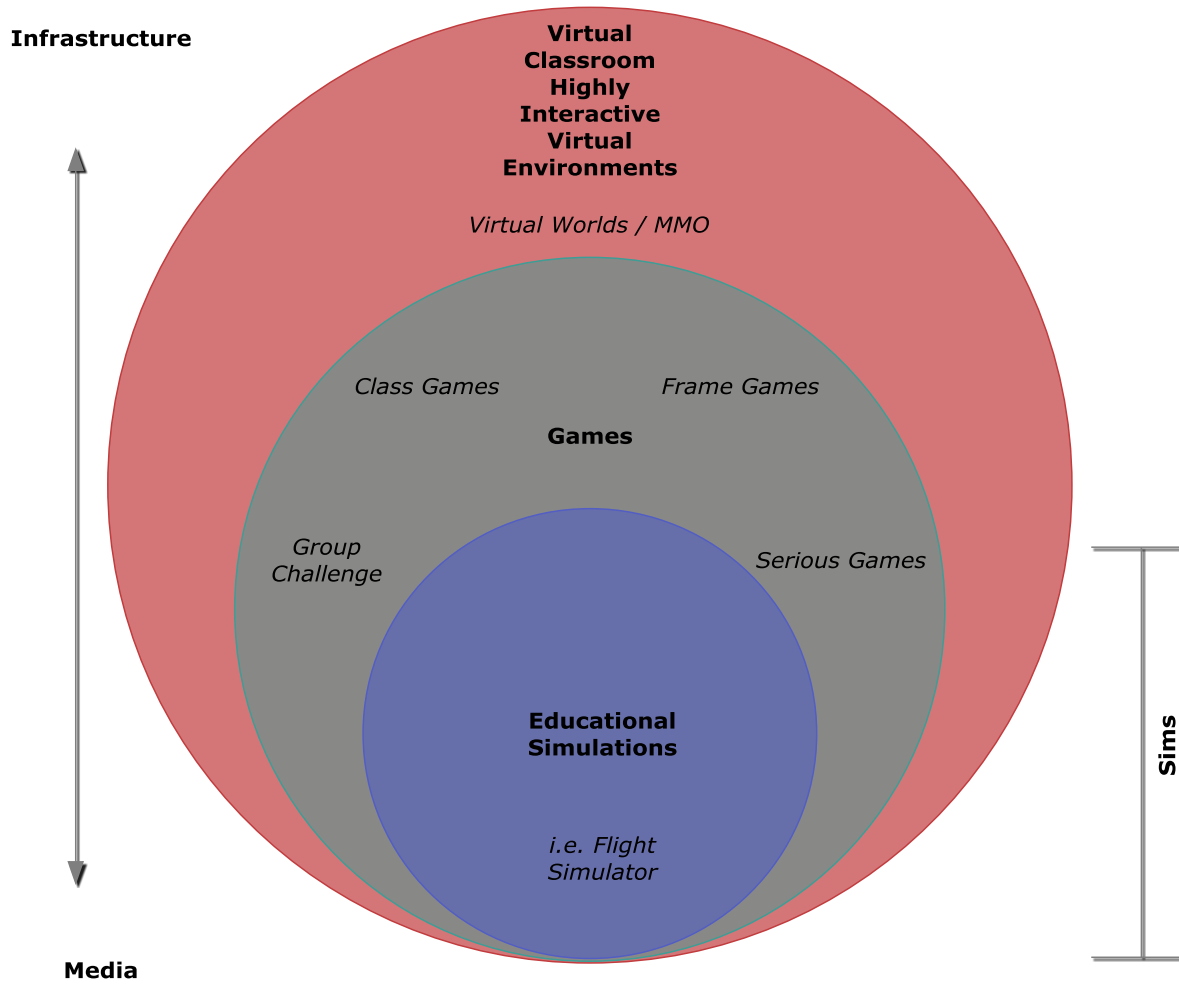 Infrastructure
Virtual
Classroom
Highly
Interactive
Virtual
Environments
Virtual Worlds / MMO
Class Games
Frame Games
Games
Group
Challenge
Serious Games
Educational
Simulations
i.e. Flight
Simulator
Sims
Media